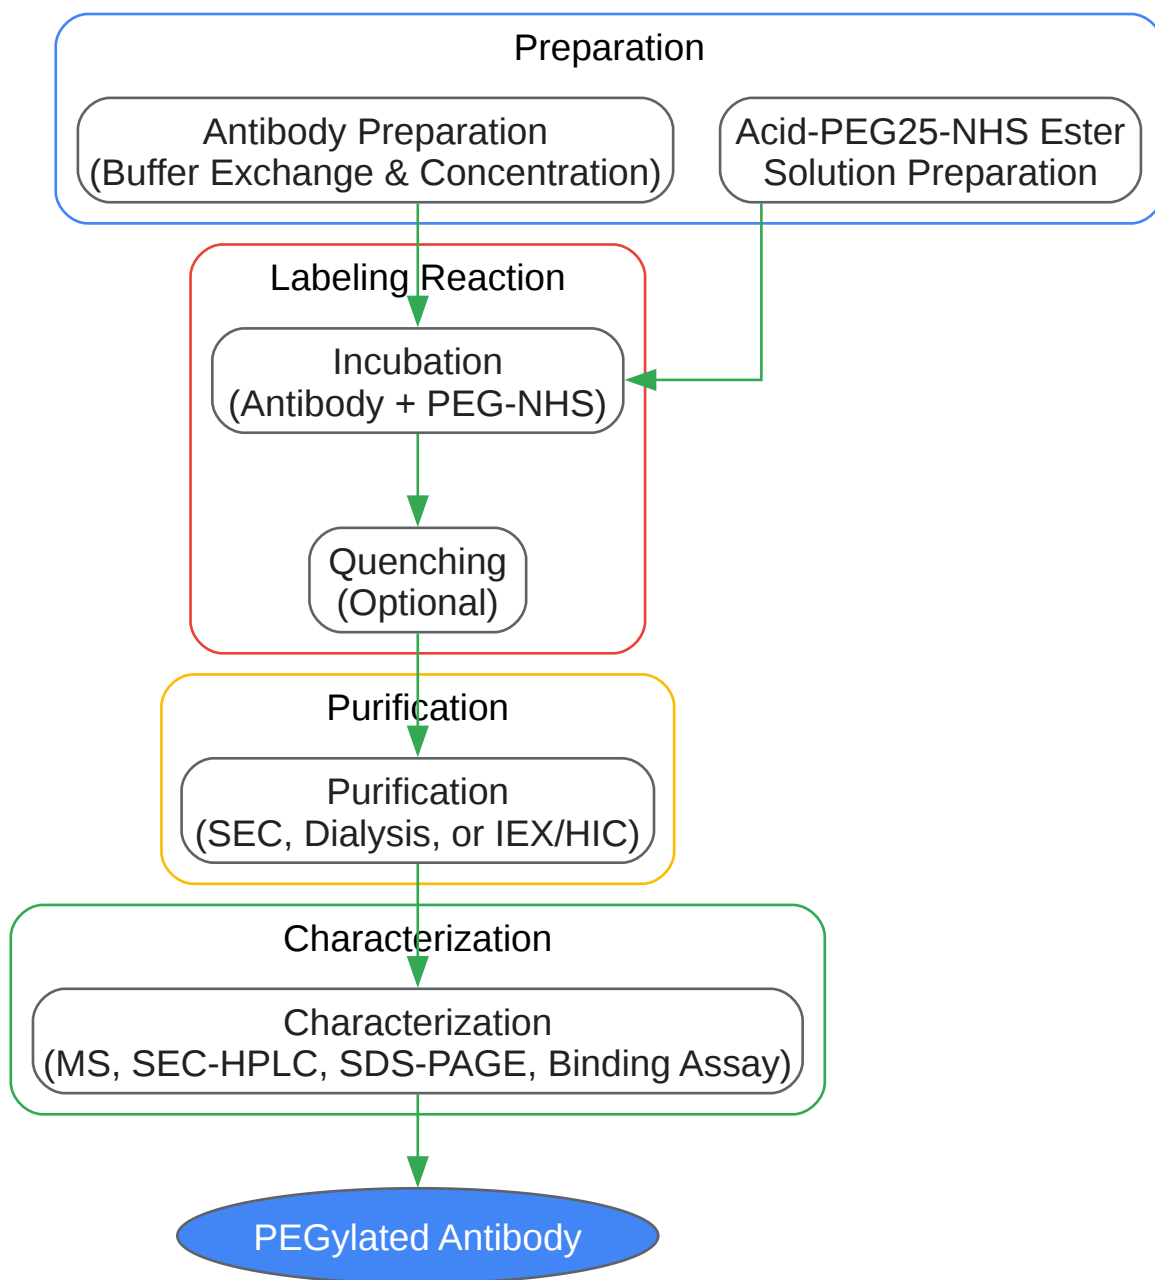 Preparation
Antibody Preparation
(Buffer Exchange & Concentration)
Acid-PEG25-NHS Ester
Solution Preparation
Labeling Reaction
Incubation
(Antibody + PEG-NHS)
Quenching
(Optional)
Purification
Purification
(SEC, Dialysis, or IEX/HIC)
Characterization
Characterization
(MS, SEC-HPLC, SDS-PAGE, Binding Assay)
PEGylated Antibody